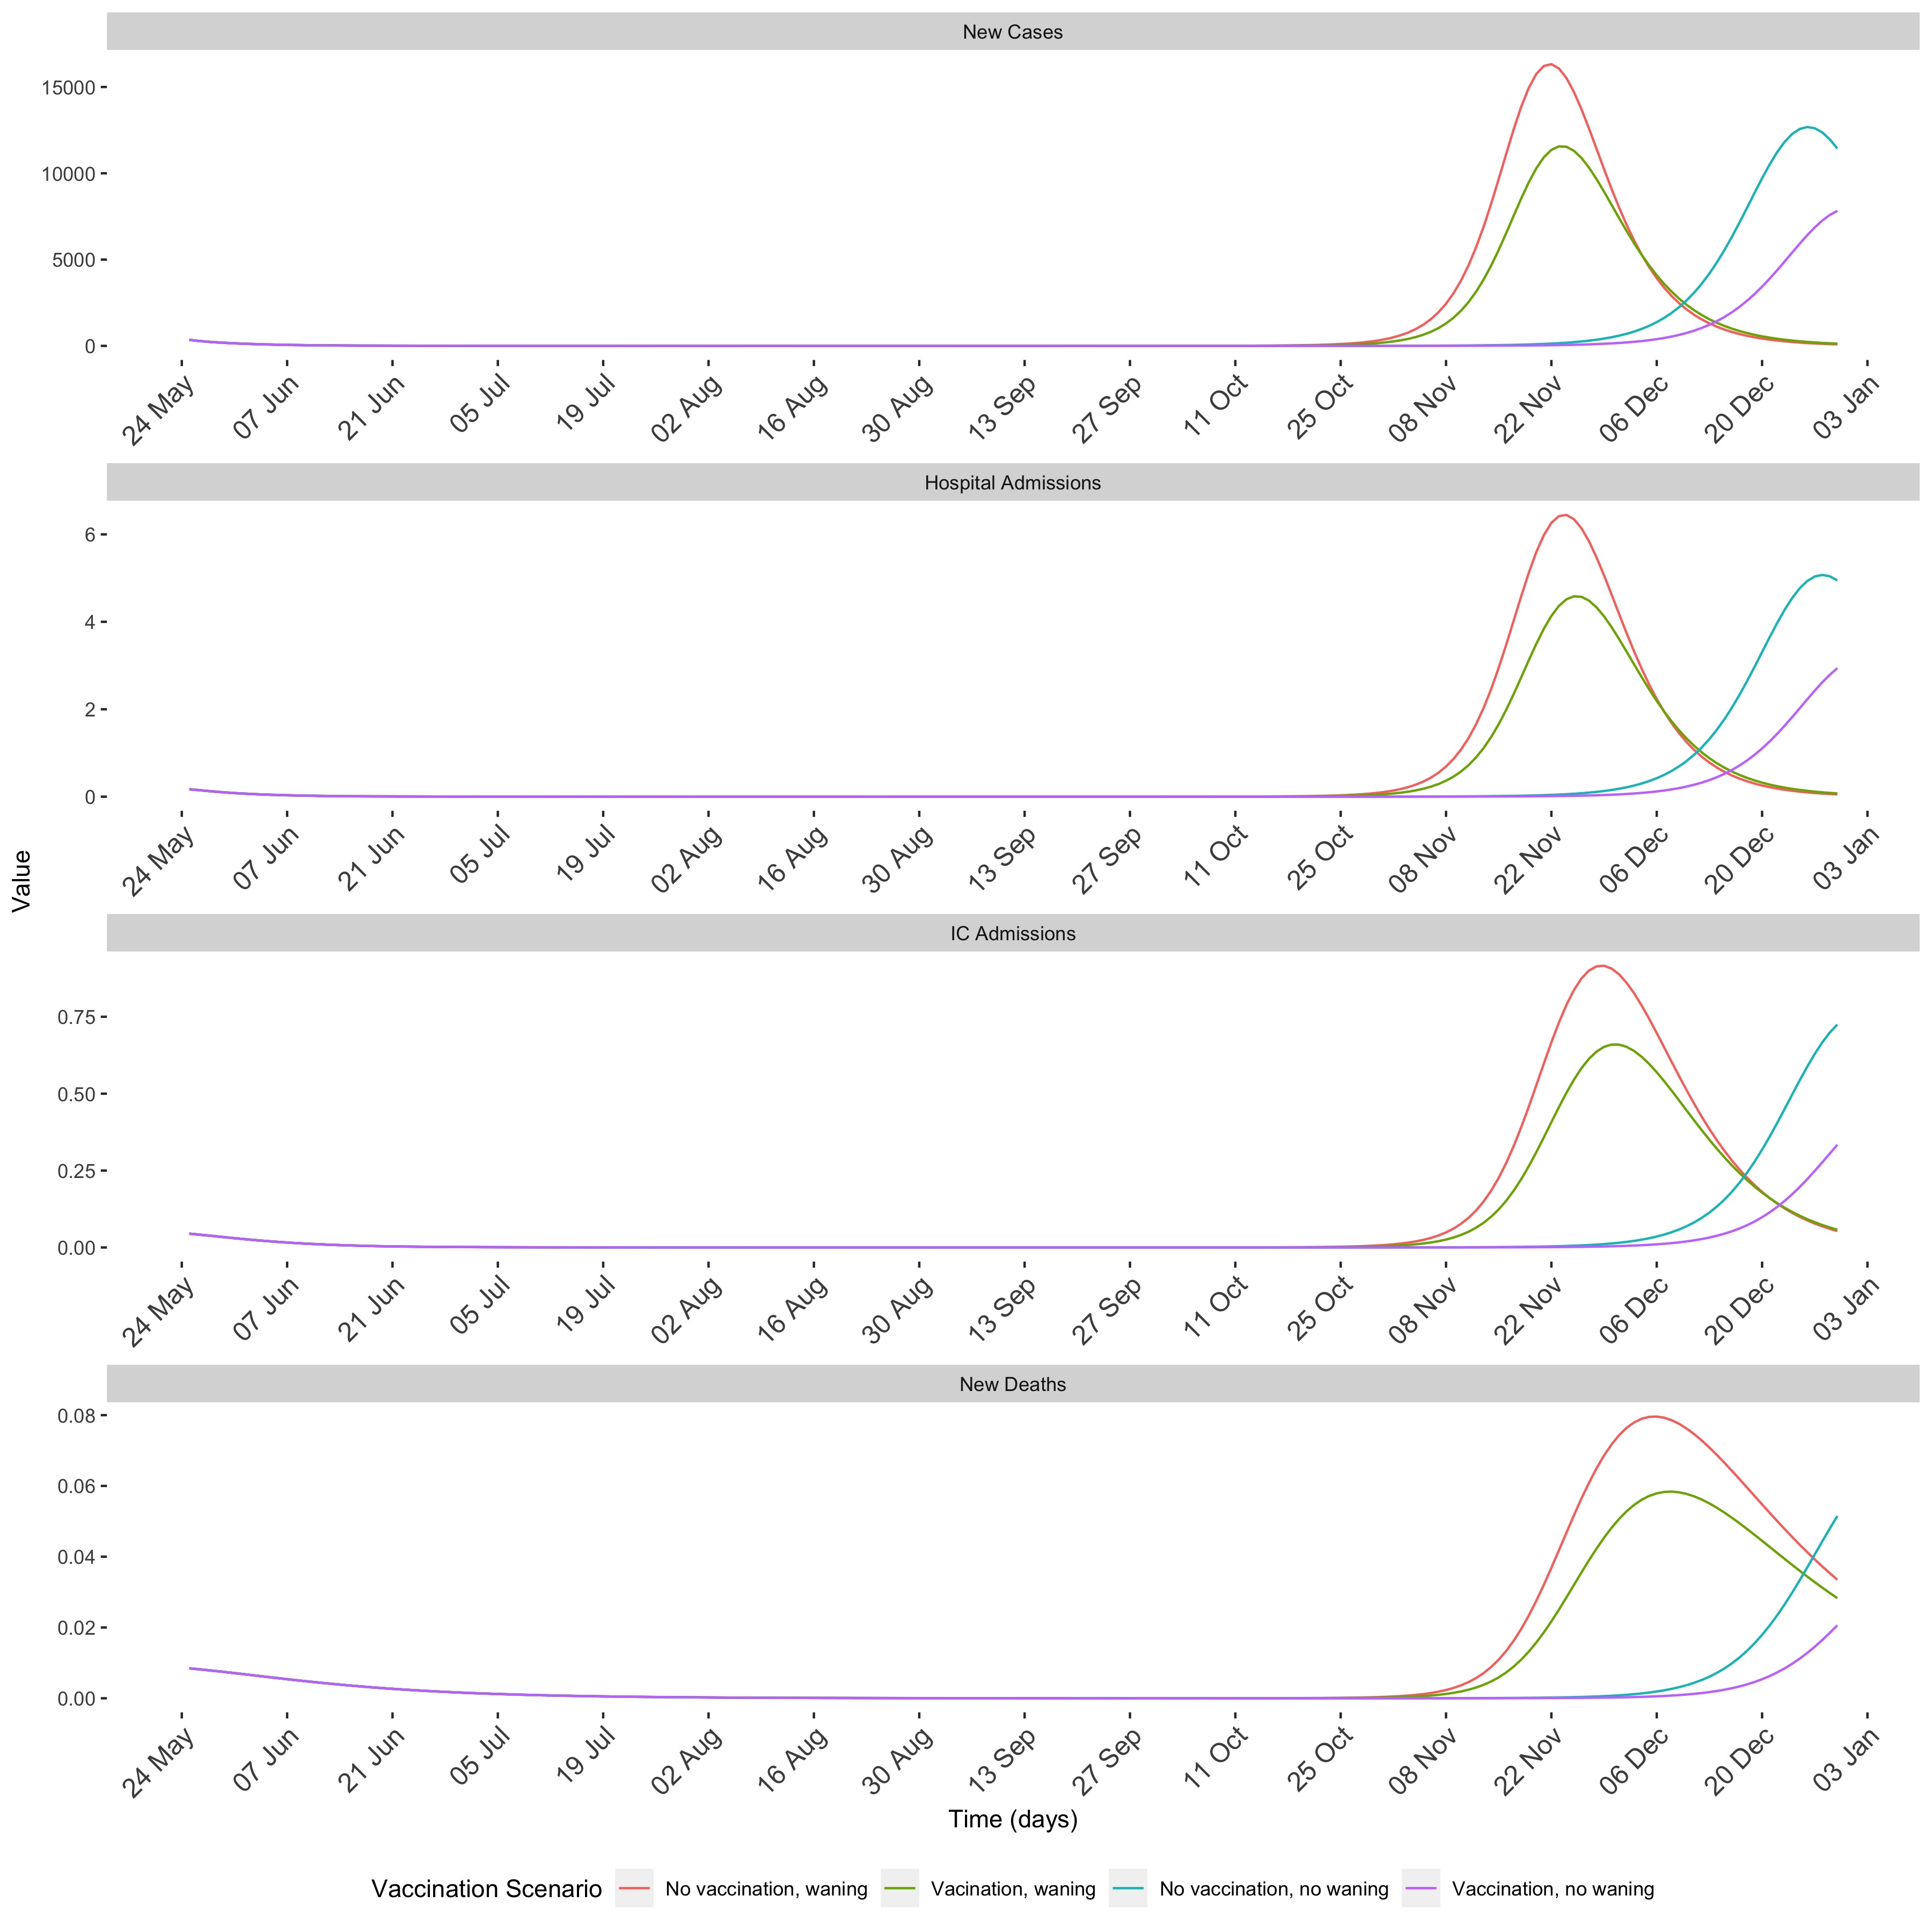 New Cases
15000
10000
5000
0
24 May 07 Jun 21 Jun 05 Jul 19 Jul 02 Aug 16 Aug 30 Aug 13 Sep 27 Sep 11 Oct 25 Oct 08 Nov 22 Nov 06 Dec 20 Dec 03 Jan
Hospital Admissions
6
4
2
0
24 May 07 Jun 21 Jun 05 Jul 19 Jul 02 Aug 16 Aug 30 Aug 13 Sep 27 Sep 11 Oct 25 Oct 08 Nov 22 Nov 06 Dec 20 Dec 03 Jan
Value
IC Admissions
0.75
0.50
0.25
0.00
24 May 07 Jun 21 Jun 05 Jul 19 Jul 02 Aug 16 Aug 30 Aug 13 Sep 27 Sep 11 Oct 25 Oct 08 Nov 22 Nov 06 Dec 20 Dec 03 Jan
New Deaths
0.08
0.06
0.04
0.02
0.00
24 May 07 Jun 21 Jun 05 Jul 19 Jul 02 Aug 16 Aug 30 Aug 13 Sep 27 Sep 11 Oct 25 Oct 08 Nov 22 Nov 06 Dec 20 Dec 03 Jan
Time (days)
Vaccination Scenario No vaccination, waning Vacination, waning No vaccination, no waning Vaccination, no waning